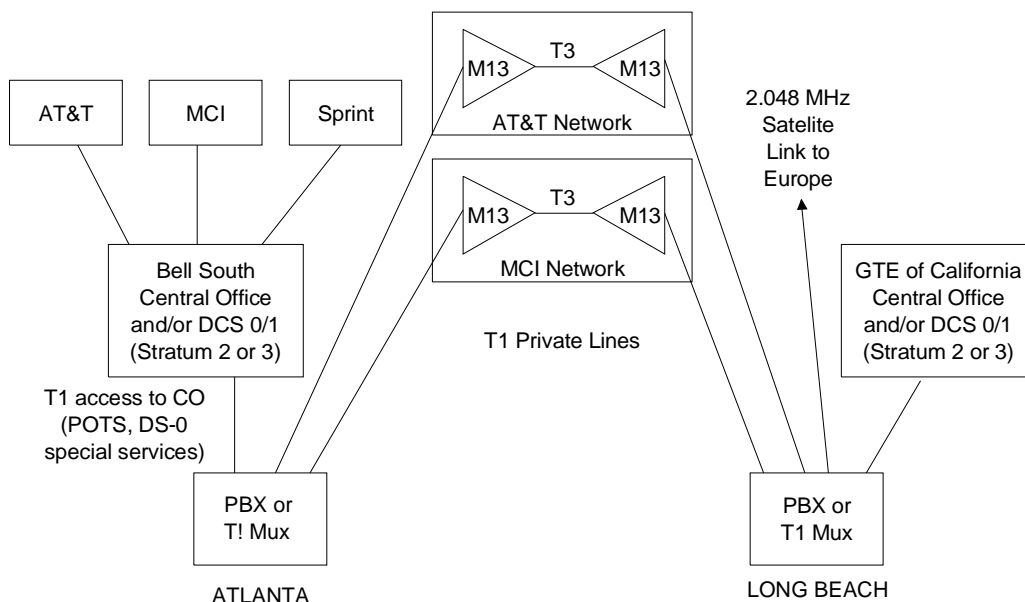 T3
M13
M13
AT&T Network
AT&T
MCI
Sprint
2.048 MHz
Satelite
Link to
Europe
T3
M13
M13
MCI Network
Bell South
Central Office
and/or DCS 0/1
(Stratum 2 or 3)
GTE of California
Central Office
and/or DCS 0/1
(Stratum 2 or 3)
T1 Private Lines
T1 access to CO
(POTS, DS-0
special services)
PBX or
T! Mux
PBX or
T1 Mux
ATLANTA
LONG BEACH